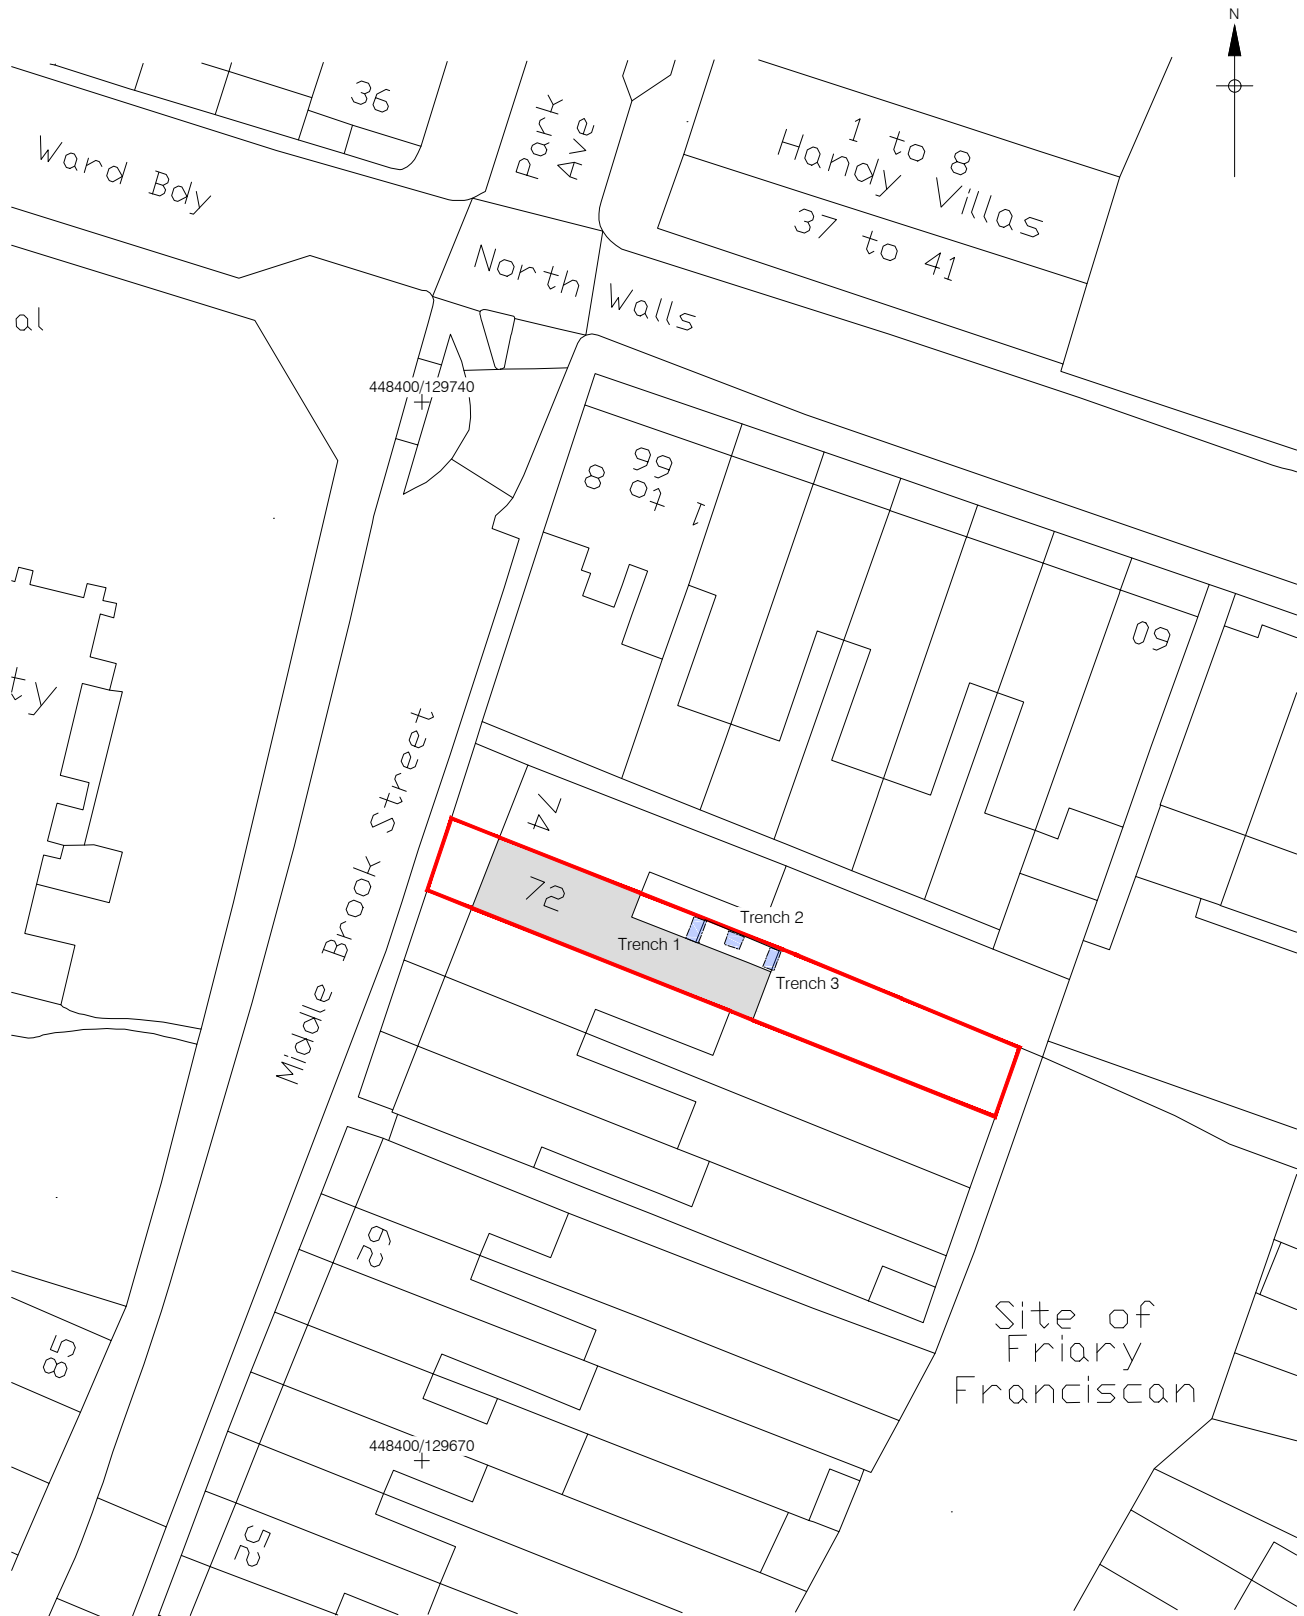 N
36
Park
Ave
1 to 8
Handy Villas
37 to 41
Ward Bdy
North Walls
al
448400/129740
66
1 to 8
60
ty
Middle Brook Street
74
72
Trench 2
Trench 1
Trench 3
62
Site of
Friary
Franciscan
85
448400/129670
52